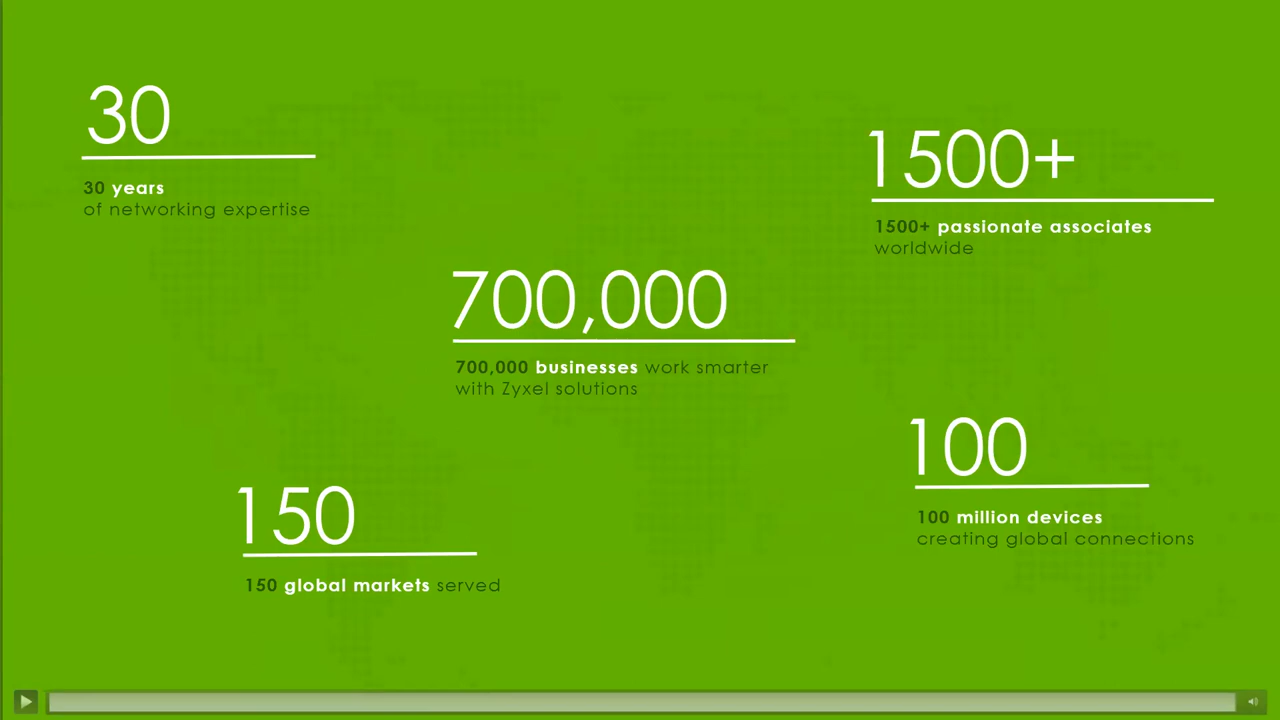 30
30 years
of networking expertise
1500+
1500+ passionate associates
worldwide
700,000
700,000 businesses work smarter
with Zyxel solutions
100
100 million devices
creating global connections
150
150 global markets served